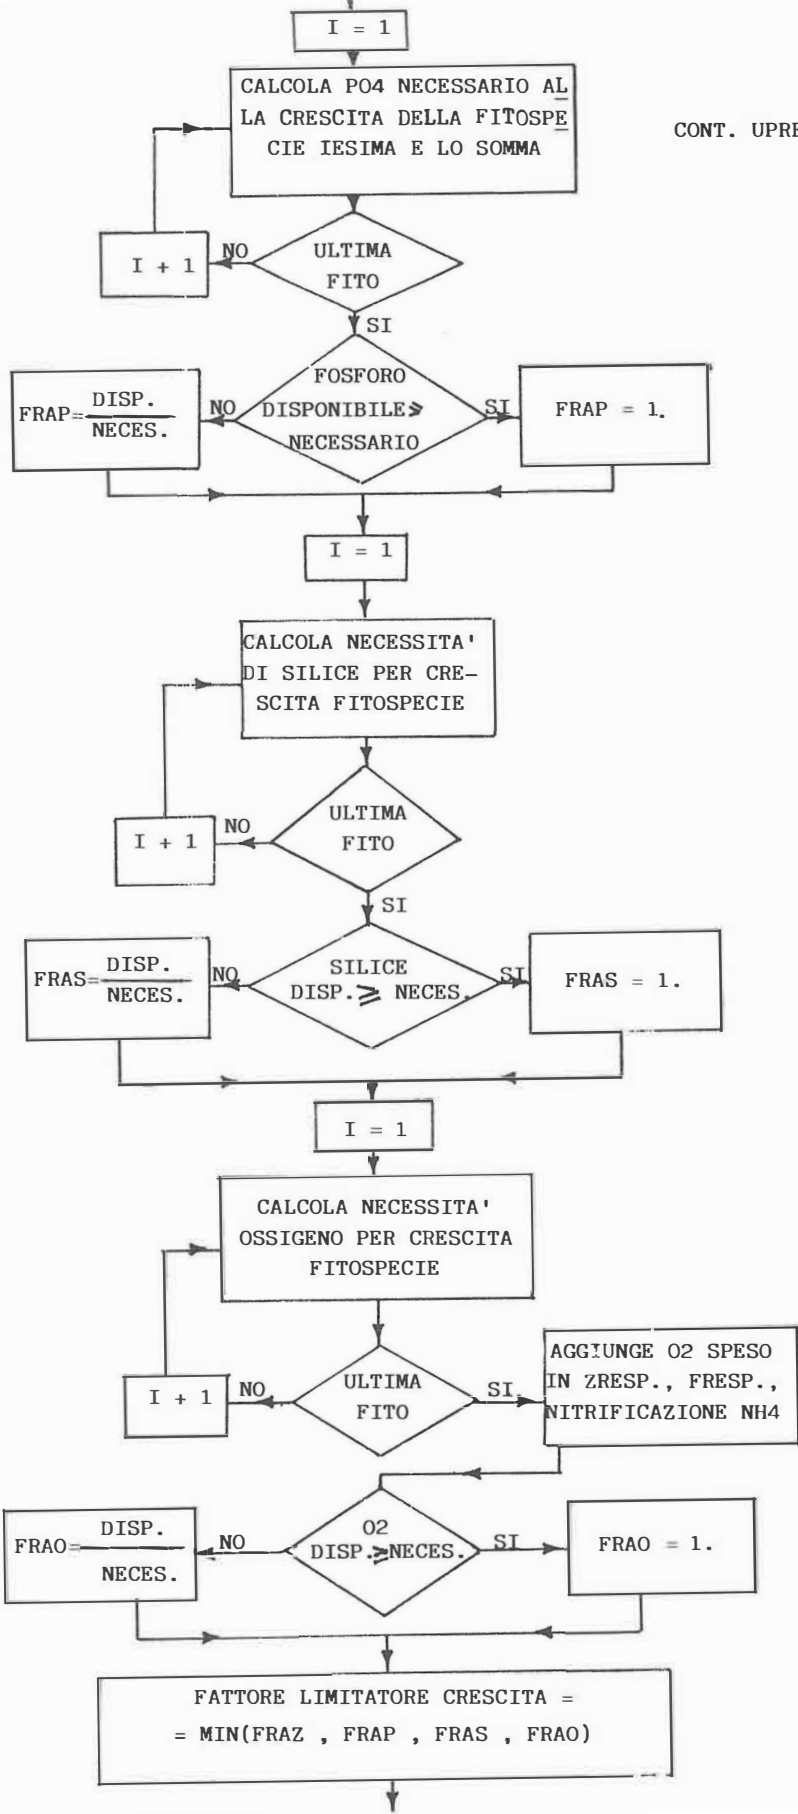 I = 1
CALCOLA PO4 NECESSARIO AL
LA CRESCITA DELLA FITOSPE
CIE IESIMA E LO SOMMA
CONT. UPRE
I + 1
NO
ULTIMA
FITO
SI
FRAP= DISP.
NECES.
NO
FOSFORO
DISPONIBILE ⩾
NECESSARIO
SI
FRAP = 1.
I = 1
CALCOLA NECESSITA'
DI SILICE PER CRE-
SCITA FITOSPECIE
I + 1
NO
ULTIMA
FITO
SI
FRAS= DISP.
NECES.
NO
SILICE
DISP. ⩾ NECES.
SI
FRAS = 1.
I = 1
CALCOLA NECESSITA'
OSSIGENO PER CRESCITA
FITOSPECIE
I + 1
NO
ULTIMA
FITO
SI.
AGGIUNGE O2 SPESO
IN ZRESP., FRESP.,
NITRIFICAZIONE NH4
FRAO= DISP.
NECES.
NO
O2
DISP. ⩾ NECES.
SI
FRAO = 1.
FATTORE LIMITATORE CRESCITA =
= MIN(FRAZ , FRAP , FRAS , FRAO)